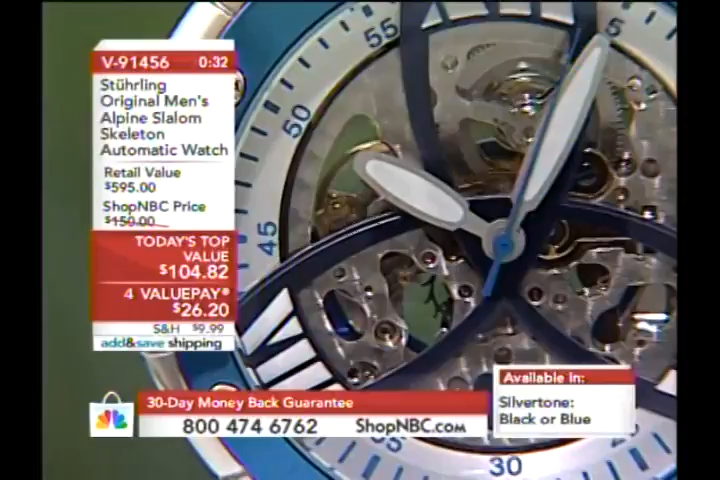 V-91456 0:32
Stührling
Original Men's
Alpine Slalom
Skeleton
Automatic Watch
Retail Value
$595.00
ShopNBC Price
$150.00
TODAY'S TOP
VALUE
$104.82
4 VALUEPAY®
$26.20
S&H $9.99
add&save shipping
55
5
50
45
30
30-Day Money Back Guarantee
800 474 6762 ShopNBC.com
Available in:
Silvertone:
Black or Blue